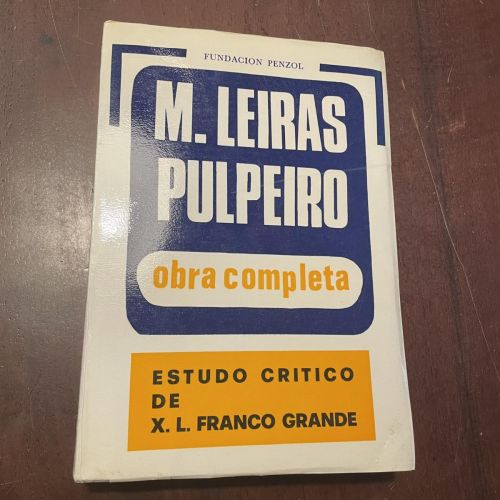 FUNDACION PENZOL
M. LEIRAS
PULPEIRO
obra completa
ESTUDO CRITICO
DE
X. L. FRANCO GRANDE